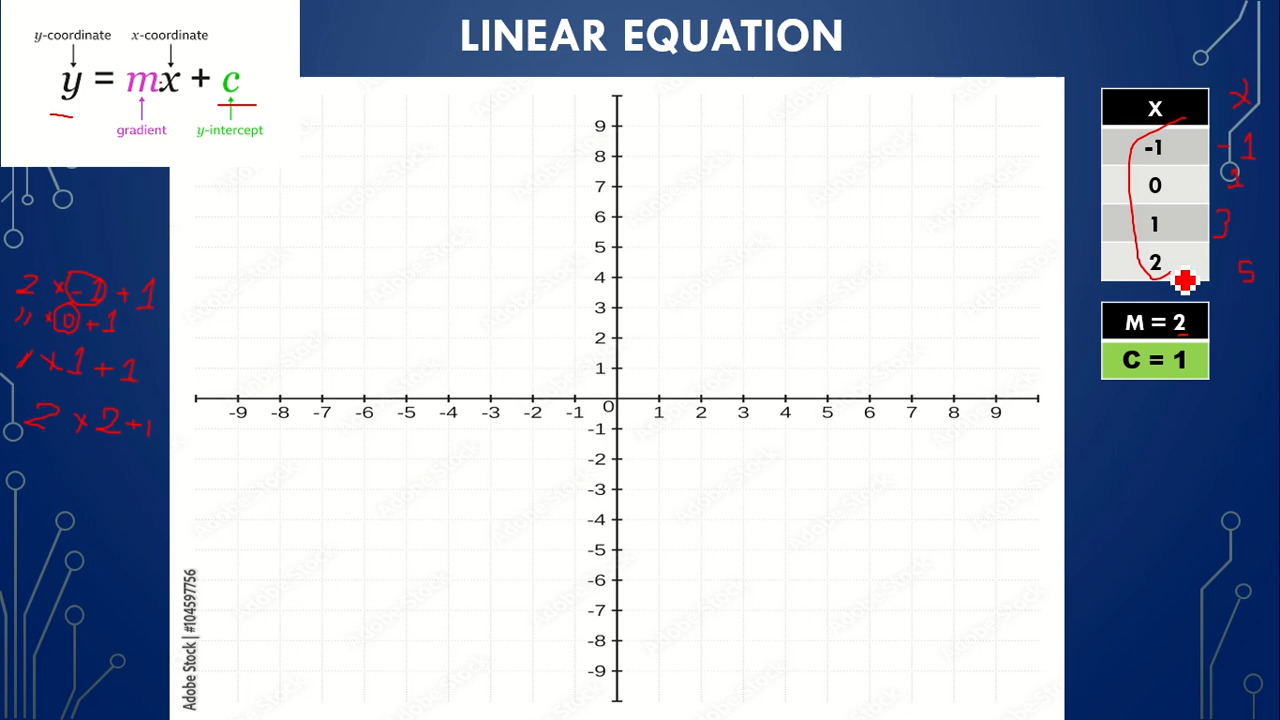 LINEAR EQUATION
y-coordinate x-coordinate
y = mx + c
gradient y-intercept
X
-1 -1
0 1
1 3
2 5
M = 2
C = 1
2 × -1 + 1
" × 0 + 1
× 1 + 1
2 × 2 + 1
9
8
7
6
5
4
3
2
1
-9 -8 -7 -6 -5 -4 -3 -2 -1 O 1 2 3 4 5 6 7 8 9
-1
-2
-3
-4
-5
-6
-7
-8
-9
Adobe Stock | #104597756